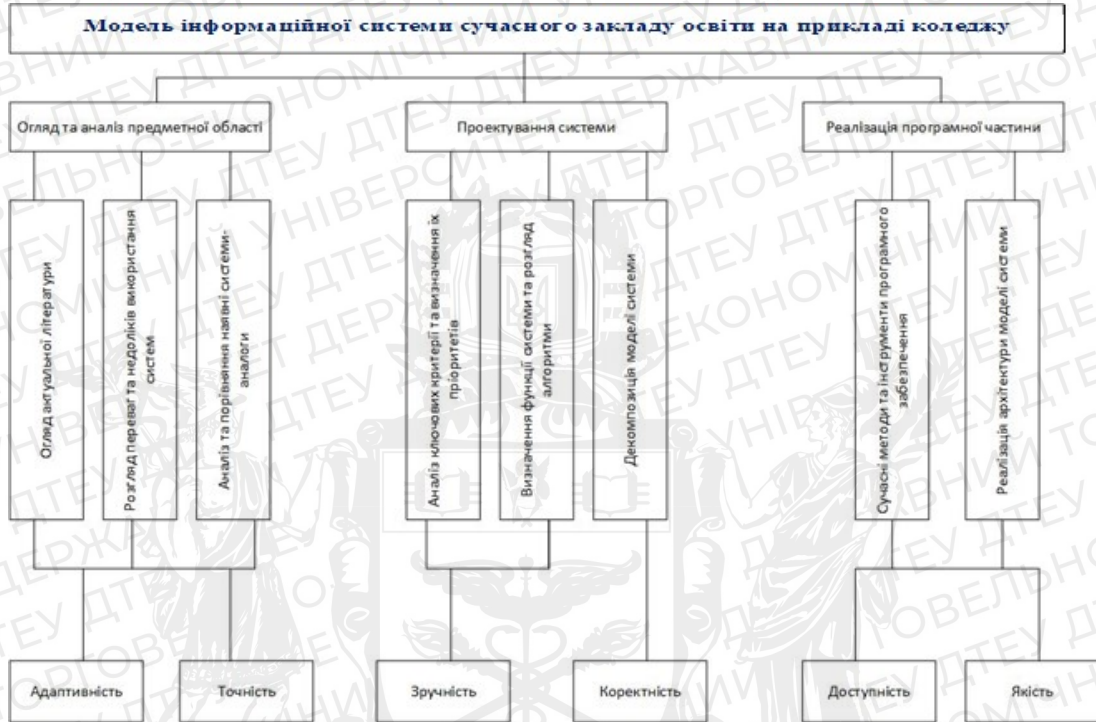 Модель інформаційної системи сучасного закладу освіти на прикладі коледжу
Огляд та аналіз предметної області
Проектування системи
Реалізація програмної частини
Огляд актуальної літератури
Розгляд переваг та недоліків використання
систем
Аналіз та порівняння наявні системи-
аналоги
Аналіз ключових критерії та визначення їх
пріоритетів
Визначення функції системи та розгляд
алгоритми
Декомпозиція моделі системи
Сучасні методи та інструменти програмного
забезпечення
Реалізація архітектури моделі системи
Адаптивність
Точність
Зручність
Коректність
Доступність
Якість